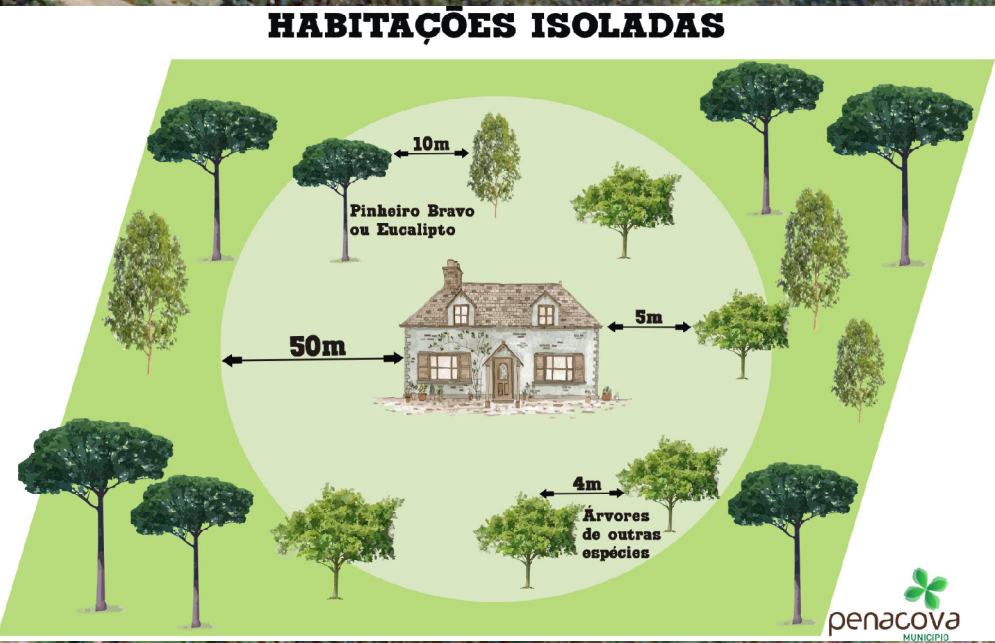 HABITAÇÕES ISOLADAS
10m
Pinheiro Bravo
ou Eucalipto
5m
50m
4m
Árvores
de outras
espécies
penacova
MUNICÍPIO